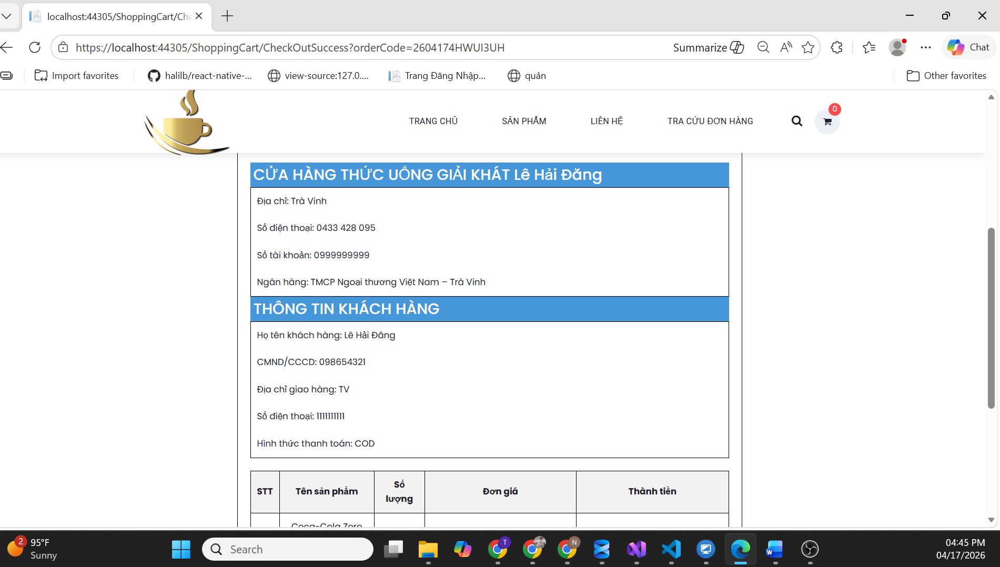 localhost:44305/ShoppingCart/Che
https://localhost:44305/ShoppingCart/CheckOutSuccess?orderCode=2604174HWUI3UH
Summarize
Chat
Import favorites
halilb/react-native-...
view-source:127.0....
Trang Đăng Nhập...
quản
Other favorites
TRANG CHỦ
SẢN PHẨM
LIÊN HỆ
TRA CỨU ĐƠN HÀNG
0
CỬA HÀNG THỨC UỐNG GIẢI KHÁT Lê Hải Đăng
Địa chỉ: Trà Vinh
Số điện thoại: 0433 428 095
Số tài khoản: 0999999999
Ngân hàng: TMCP Ngoại thương Việt Nam – Trà Vinh
THÔNG TIN KHÁCH HÀNG
Họ tên khách hàng: Lê Hải Đăng
CMND/CCCD: 098654321
Địa chỉ giao hàng: TV
Số điện thoại: 1111111111
Hình thức thanh toán: COD
STT
Tên sản phẩm
Số
lượng
Đơn giá
Thành tiền
Coca-Cola Zero
2
95°F
Sunny
Search
T
N
04:45 PM
04/17/2026